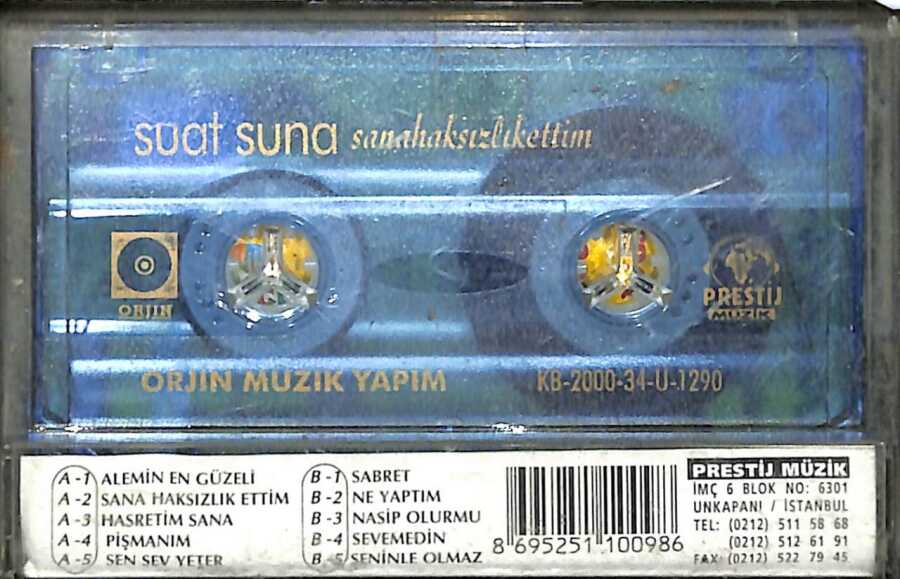 suat suna sanahaksızlıkettim
ORJIN
PRESTİJ
MÜZİK
ORJIN MUZIK YAPIM
KB-2000-34-U-1290
A-1 ALEMİN EN GÜZELİ
A-2 SANA HAKSIZLIK ETTİM
A-3 HASRETİM SANA
A-4 PİŞMANIM
A-5 SEN SEV YETER
B-1 SABRET
B-2 NE YAPTIM
B-3 NASİP OLURMU
B-4 SEVEMEDİN
B-5 SENİNLE OLMAZ
8 695251 100986
PRESTİJ MÜZİK
İMÇ 6 BLOK NO: 6301
UNKAPANI / İSTANBUL
TEL: (0212) 511 58 68
(0212) 512 61 91
FAX: (0212) 522 79 45